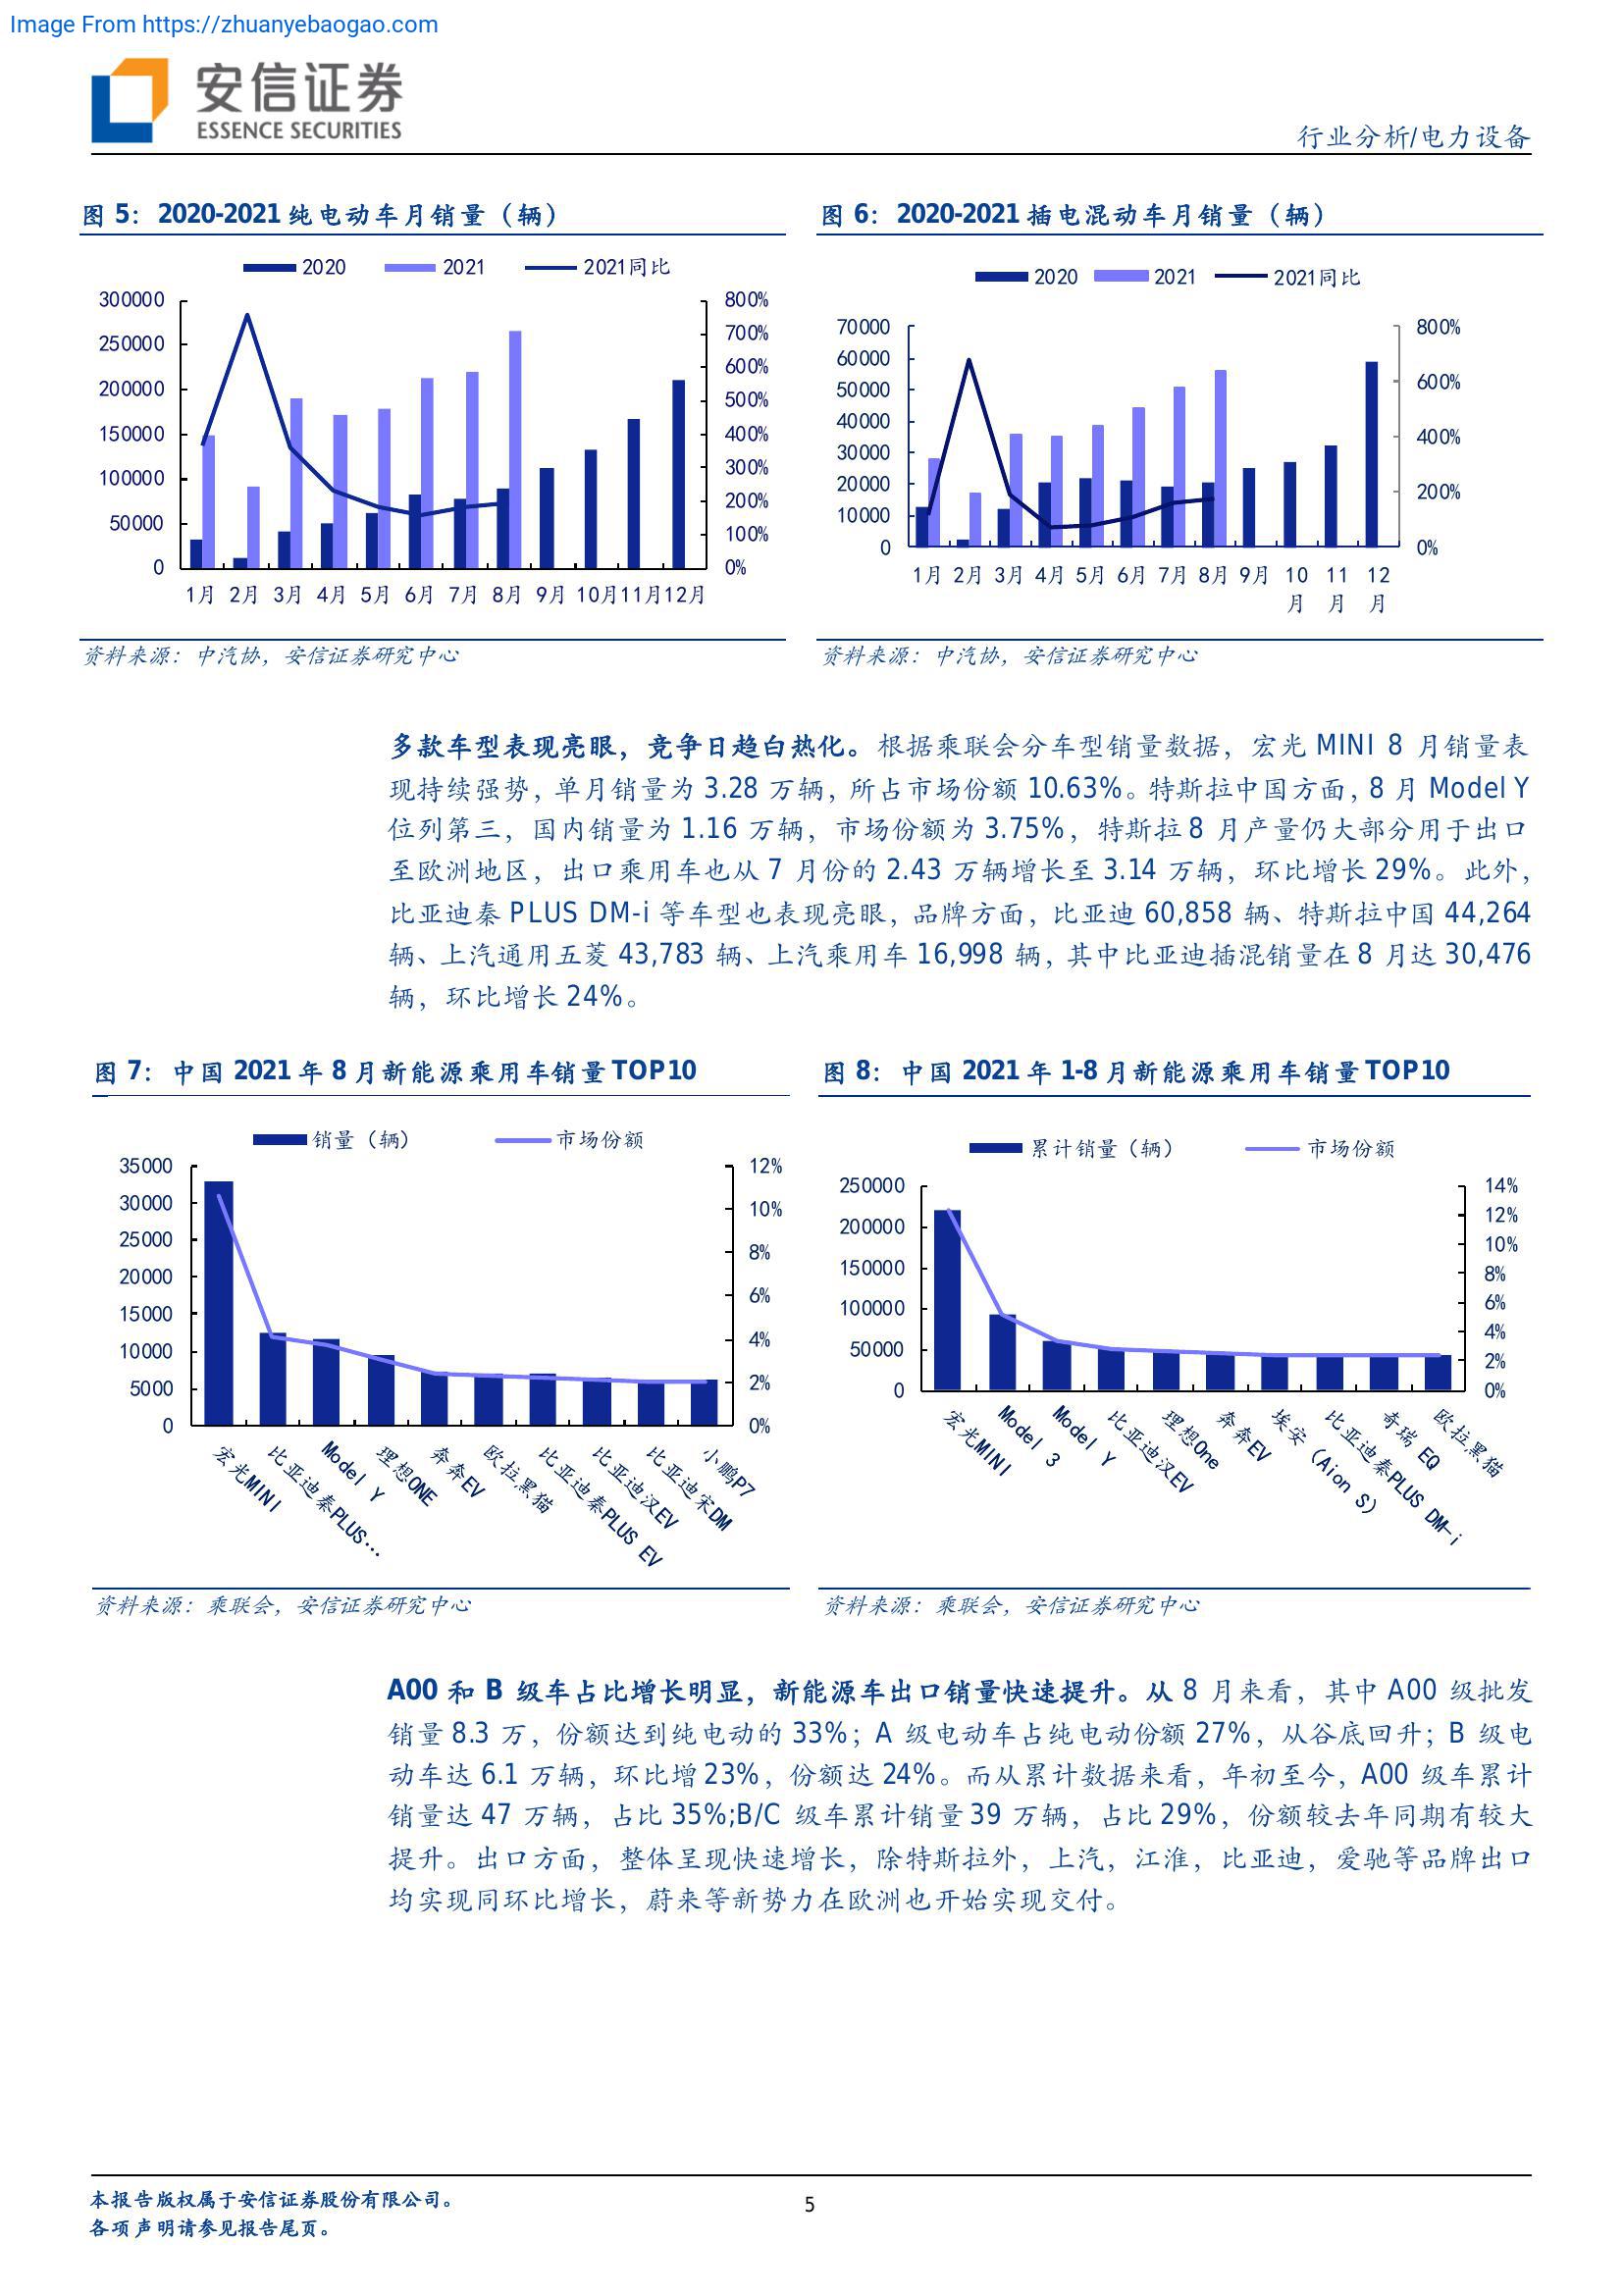 Image From https://zhuanyebaogao.com
安信证券
ESSENCE SECURITIES
行业分析/电力设备
图 5：2020-2021 纯电动车月销量（辆）
2020 2021 2021同比
300000
250000
200000
150000
100000
50000
0
800%
700%
600%
500%
400%
300%
200%
100%
0%
1月 2月 3月 4月 5月 6月 7月 8月 9月 10月 11月 12月
资料来源：中汽协，安信证券研究中心
图 6：2020-2021 插电混动车月销量（辆）
2020 2021 2021同比
70000
60000
50000
40000
30000
20000
10000
0
800%
600%
400%
200%
0%
1月 2月 3月 4月 5月 6月 7月 8月 9月 10月 11月 12月
资料来源：中汽协，安信证券研究中心
多款车型表现亮眼，竞争日趋白热化。根据乘联会分车型销量数据，宏光 MINI 8 月销量表
现持续强势，单月销量为 3.28 万辆，所占市场份额 10.63%。特斯拉中国方面，8 月 Model Y
位列第三，国内销量为 1.16 万辆，市场份额为 3.75%，特斯拉 8 月产量仍大部分用于出口
至欧洲地区，出口乘用车也从 7 月份的 2.43 万辆增长至 3.14 万辆，环比增长 29%。此外，
比亚迪秦 PLUS DM-i 等车型也表现亮眼，品牌方面，比亚迪 60,858 辆、特斯拉中国 44,264
辆、上汽通用五菱 43,783 辆、上汽乘用车 16,998 辆，其中比亚迪插混销量在 8 月达 30,476
辆，环比增长 24%。
图 7：中国 2021 年 8 月新能源乘用车销量 TOP10
销量（辆） 市场份额
35000
30000
25000
20000
15000
10000
5000
0
12%
10%
8%
6%
4%
2%
0%
宏光MINI
比亚迪秦PLUS...
Model Y
理想ONE
奔奔EV
欧拉黑猫
比亚迪秦PLUS EV
比亚迪汉EV
比亚迪宋DM
小鹏P7
资料来源：乘联会，安信证券研究中心
图 8：中国 2021 年 1-8 月新能源乘用车销量 TOP10
累计销量（辆） 市场份额
250000
200000
150000
100000
50000
0
14%
12%
10%
8%
6%
4%
2%
0%
宏光MINI
Model 3
Model Y
比亚迪汉EV
理想One
奔奔EV
埃安（Aion S）
比亚迪秦PLUS DM-i
奇瑞 EQ
欧拉黑猫
资料来源：乘联会，安信证券研究中心
A00 和 B 级车占比增长明显，新能源车出口销量快速提升。从 8 月来看，其中 A00 级批发
销量 8.3 万，份额达到纯电动的 33%；A 级电动车占纯电动份额 27%，从谷底回升；B 级电
动车达 6.1 万辆，环比增 23%，份额达 24%。而从累计数据来看，年初至今，A00 级车累计
销量达 47 万辆，占比 35%;B/C 级车累计销量 39 万辆，占比 29%，份额较去年同期有较大
提升。出口方面，整体呈现快速增长，除特斯拉外，上汽，江淮，比亚迪，爱驰等品牌出口
均实现同环比增长，蔚来等新势力在欧洲也开始实现交付。
本报告版权属于安信证券股份有限公司。
各项声明请参见报告尾页。
5